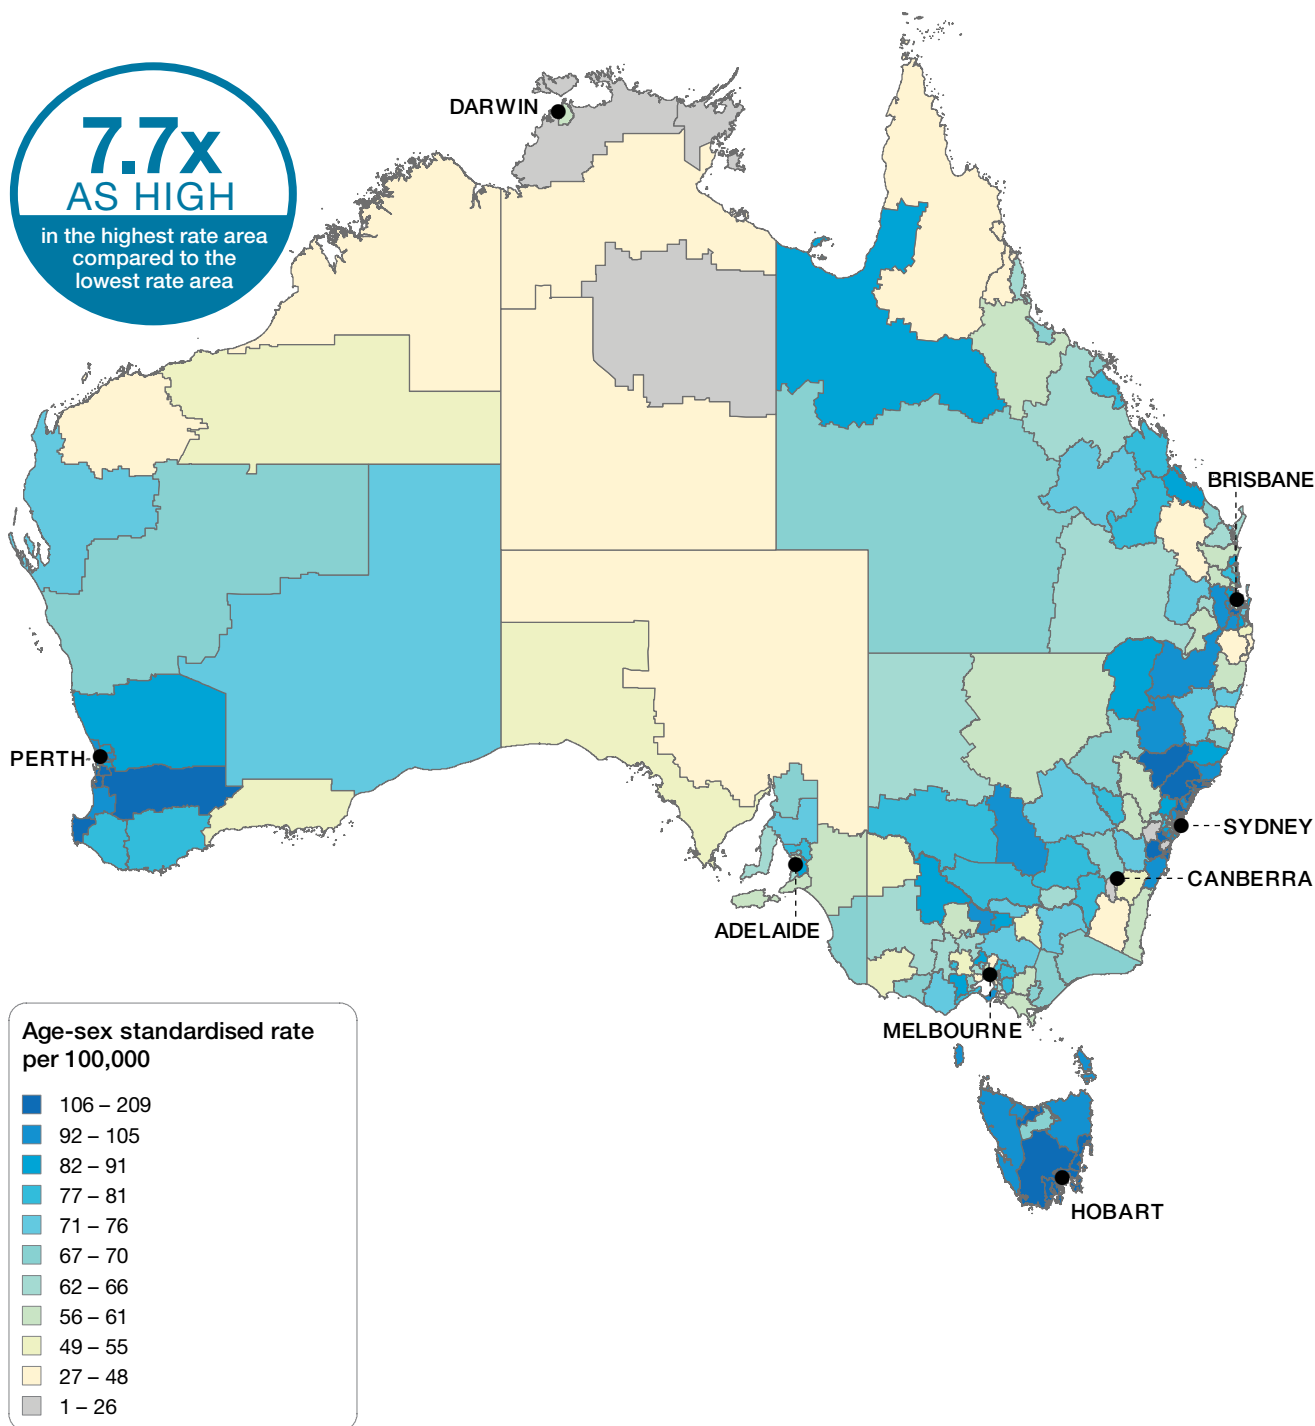 7.7x
AS HIGH
in the highest rate area
compared to the
lowest rate area
DARWIN
BRISBANE
PERTH
SYDNEY
CANBERRA
ADELAIDE
MELBOURNE
HOBART
Age-sex standardised rate
per 100,000
106 – 209
92 – 105
82 – 91
77 – 81
71 – 76
67 – 70
62 – 66
56 – 61
49 – 55
27 – 48
1 – 26